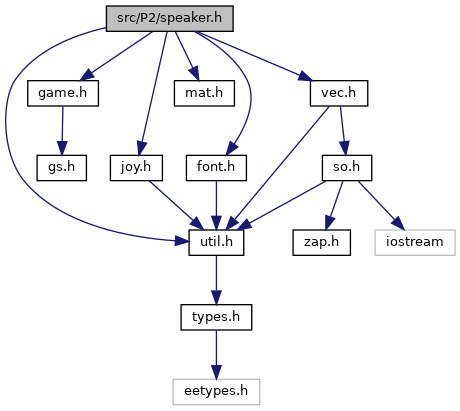 src/P2/speaker.h
game.h
mat.h
vec.h
gs.h
joy.h
font.h
so.h
util.h
zap.h
iostream
types.h
eetypes.h